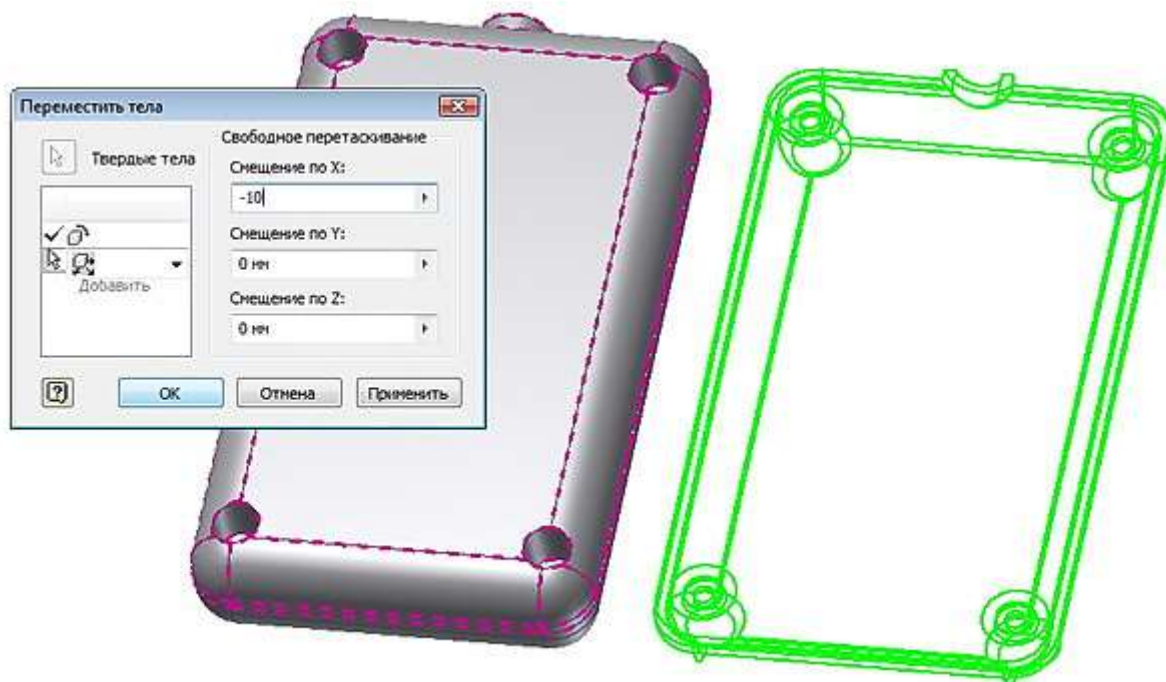 Переместить тела
Свободное перетаскивание
Твердые тела
Смещение по X:
-10
Смещение по Y:
0 мм
Добавить
Смещение по Z:
0 мм
?
ОК
Отмена
Применить